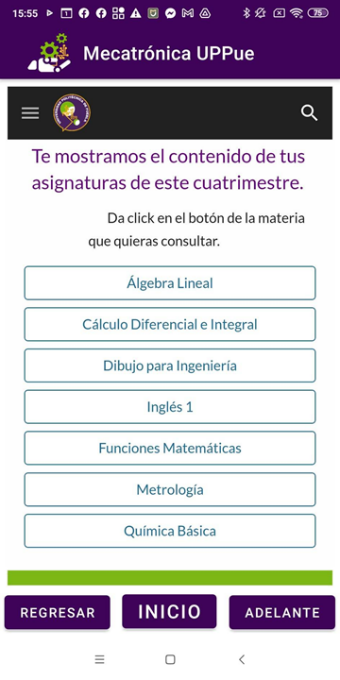 15:55
75
Mecatrónica UPPue
Te mostramos el contenido de tus
asignaturas de este cuatrimestre.
Da click en el botón de la materia
que quieras consultar.
Álgebra Lineal
Cálculo Diferencial e Integral
Dibujo para Ingeniería
Inglés 1
Funciones Matemáticas
Metrología
Química Básica
REGRESAR
INICIO
ADELANTE